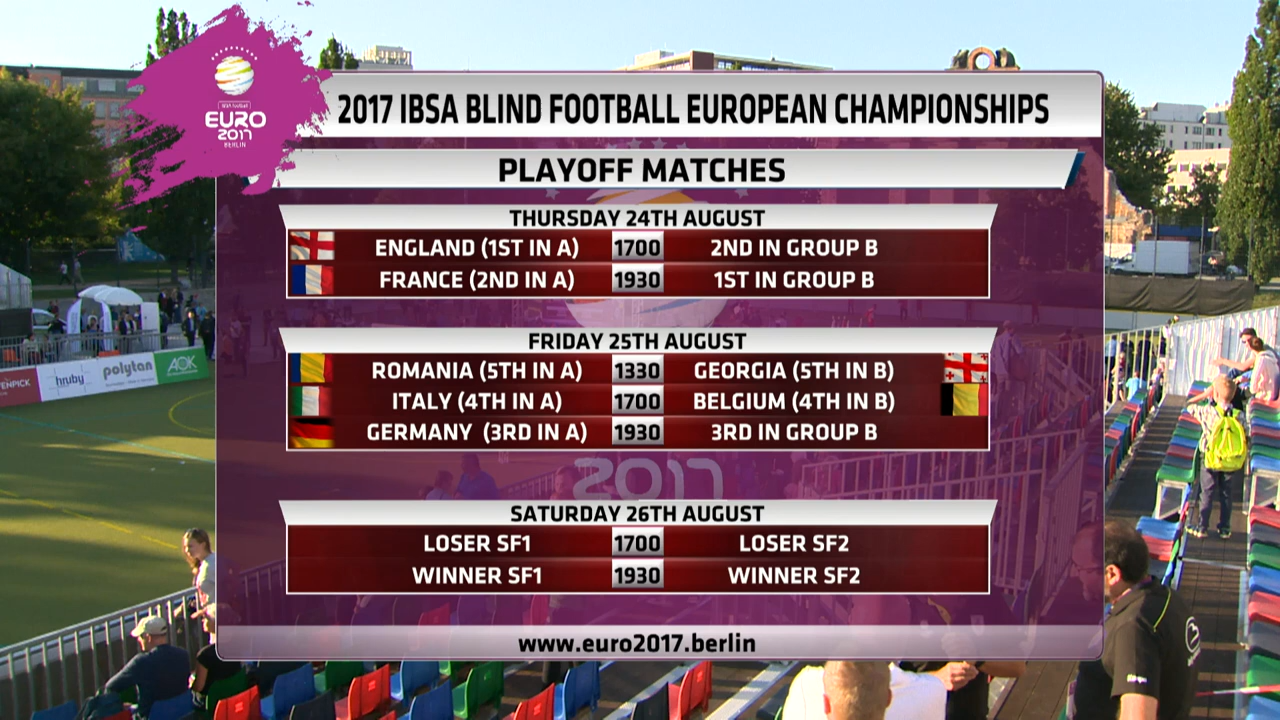 IBSA football
EURO
2017
BERLIN
2017 IBSA BLIND FOOTBALL EUROPEAN CHAMPIONSHIPS
PLAYOFF MATCHES
THURSDAY 24TH AUGUST
ENGLAND (1ST IN A) 1700 2ND IN GROUP B
FRANCE (2ND IN A) 1930 1ST IN GROUP B
FRIDAY 25TH AUGUST
ROMANIA (5TH IN A) 1330 GEORGIA (5TH IN B)
ITALY (4TH IN A) 1700 BELGIUM (4TH IN B)
GERMANY (3RD IN A) 1930 3RD IN GROUP B
hruby polytan AOK
2017
SATURDAY 26TH AUGUST
LOSER SF1 1700 LOSER SF2
WINNER SF1 1930 WINNER SF2
www.euro2017.berlin